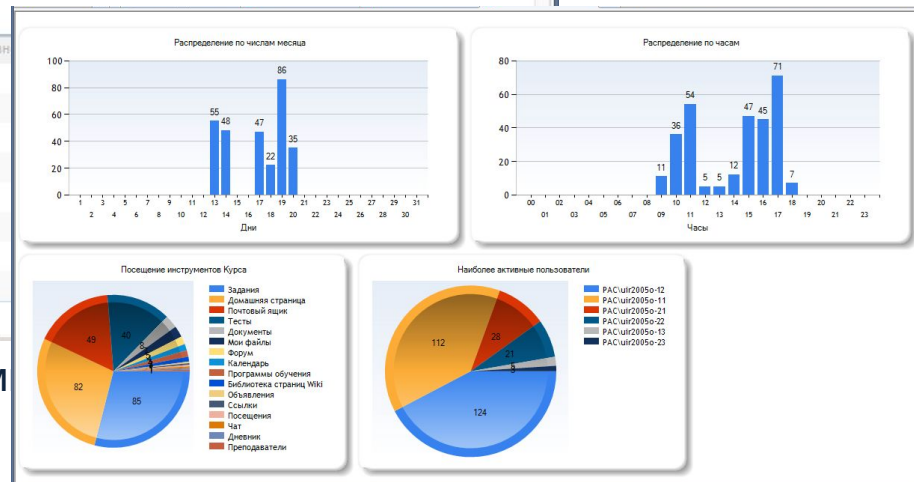 Распределение по числам месяца
100
80
60
40
20
0
55
48
47
22
86
35
1 3 5 7 9 11 13 15 17 19 21 23 25 27 29 31
2 4 6 8 10 12 14 16 18 20 22 24 26 28 30
Дни
Распределение по часам
80
60
40
20
0
11
36
54
5
5
12
47
45
71
7
00 02 04 06 08 10 12 14 16 18 20 22
01 03 05 07 09 11 13 15 17 19 21 23
Часы
Посещение инструментов Курса
49
40
82
85
Задания
Домашняя страница
Почтовый ящик
Тесты
Документы
Мои файлы
Форум
Календарь
Программы обучения
Библиотека страниц Wiki
Объявления
Ссылки
Посещения
Чат
Дневник
Преподаватели
Наиболее активные пользователи
112
28
21
124
PAC\uir2005o-12
PAC\uir2005o-11
PAC\uir2005o-21
PAC\uir2005o-22
PAC\uir2005o-13
PAC\uir2005o-23